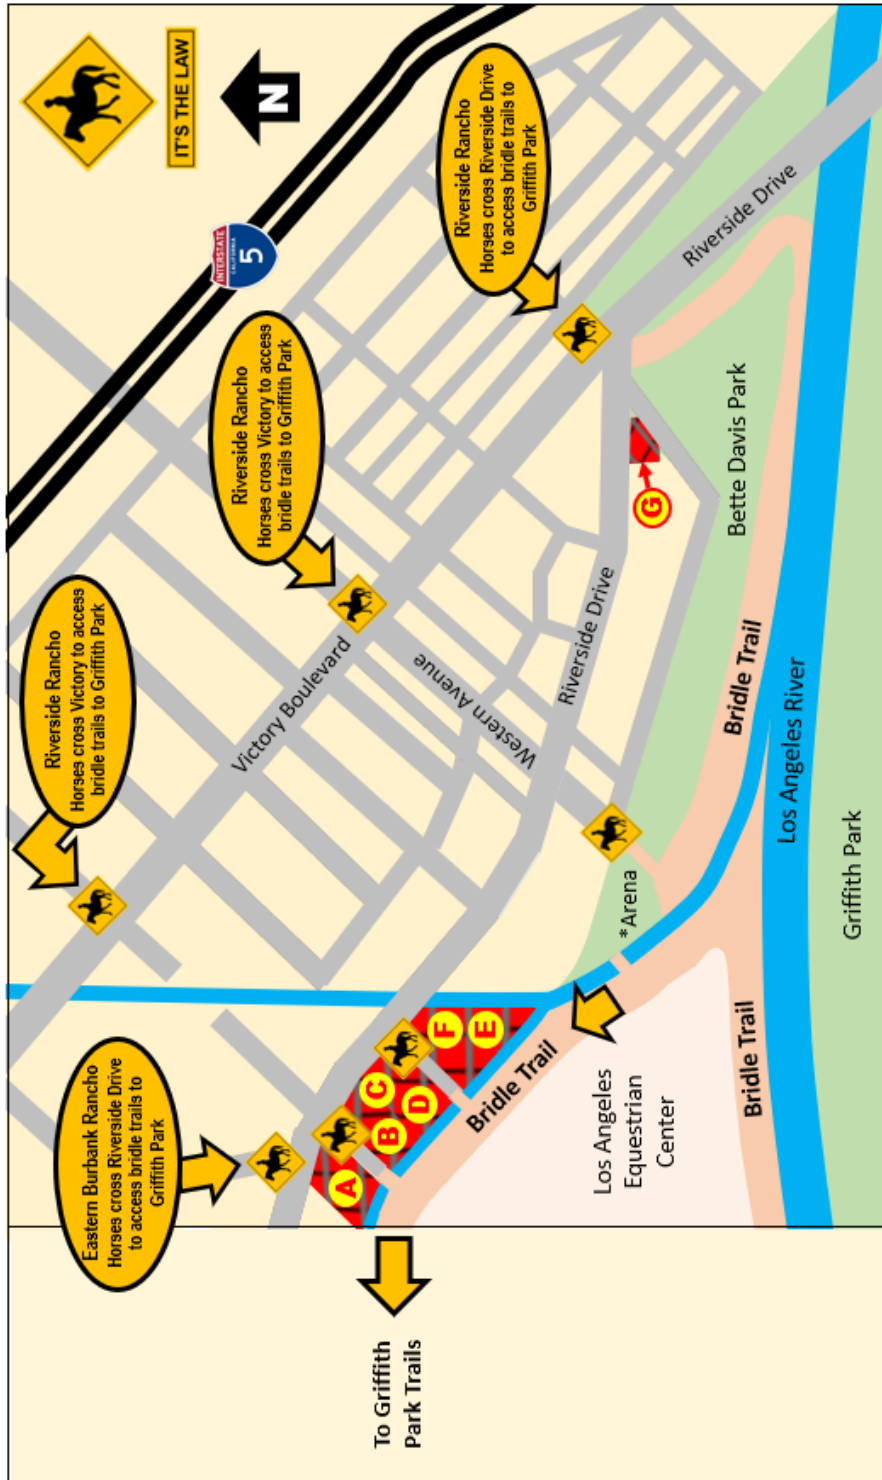 IT'S THE LAW
N
INTERSTATE
CALIFORNIA
5
Riverside Rancho
Horses cross Victory to access
bridle trails to Griffith Park
Riverside Rancho
Horses cross Victory to access
bridle trails to Griffith Park
Riverside Rancho
Horses cross Riverside Drive
to access bridle trails to
Griffith Park
Eastern Burbank Rancho
Horses cross Riverside Drive
to access bridle trails to
Griffith Park
Victory Boulevard
Western Avenue
Riverside Drive
Riverside Drive
A
B
C
D
F
E
G
To Griffith
Park Trails
Bridle Trail
*Arena
Bette Davis Park
Los Angeles
Equestrian
Center
Bridle Trail
Bridle Trail
Los Angeles River
Griffith Park